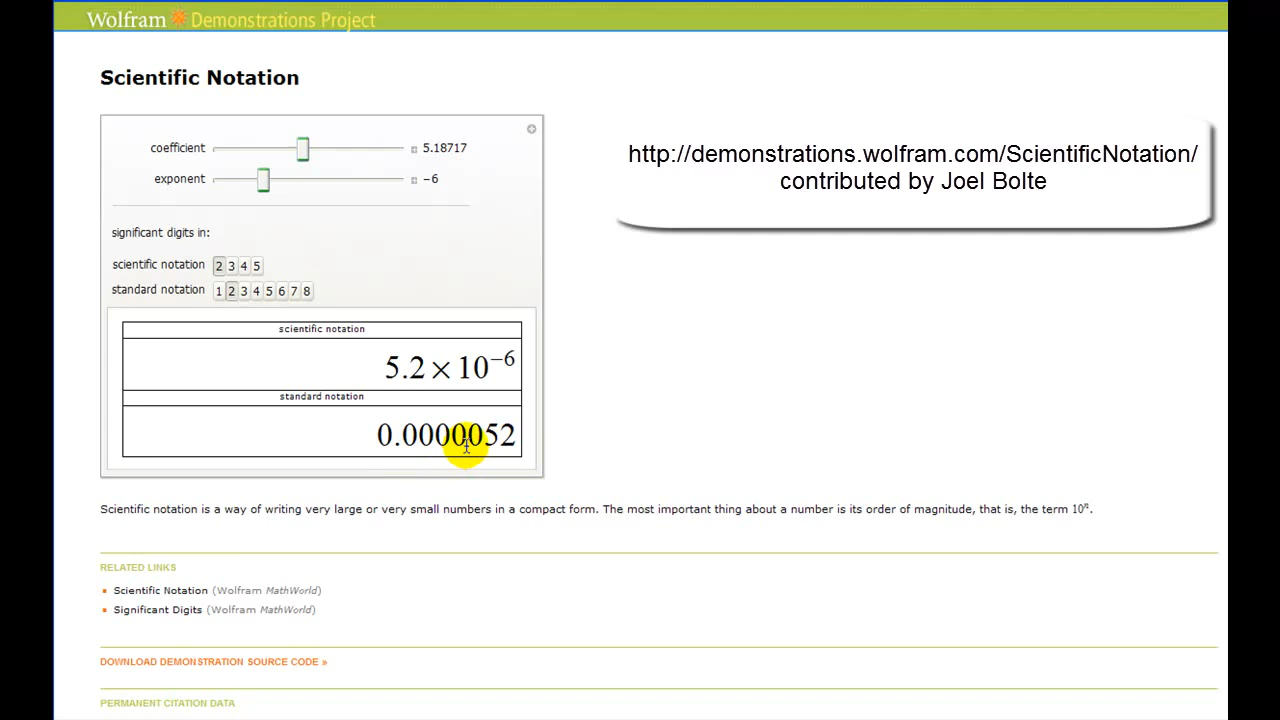 Wolfram Demonstrations Project
Scientific Notation
coefficient 5.18717
exponent −6
http://demonstrations.wolfram.com/ScientificNotation/
contributed by Joel Bolte
significant digits in:
scientific notation 2 3 4 5
standard notation 1 2 3 4 5 6 7 8
scientific notation
5.2 × 10⁻⁶
standard notation
0.0000052
Scientific notation is a way of writing very large or very small numbers in a compact form. The most important thing about a number is its order of magnitude, that is, the term 10ⁿ.
RELATED LINKS
Scientific Notation (Wolfram MathWorld)
Significant Digits (Wolfram MathWorld)
DOWNLOAD DEMONSTRATION SOURCE CODE »
PERMANENT CITATION DATA